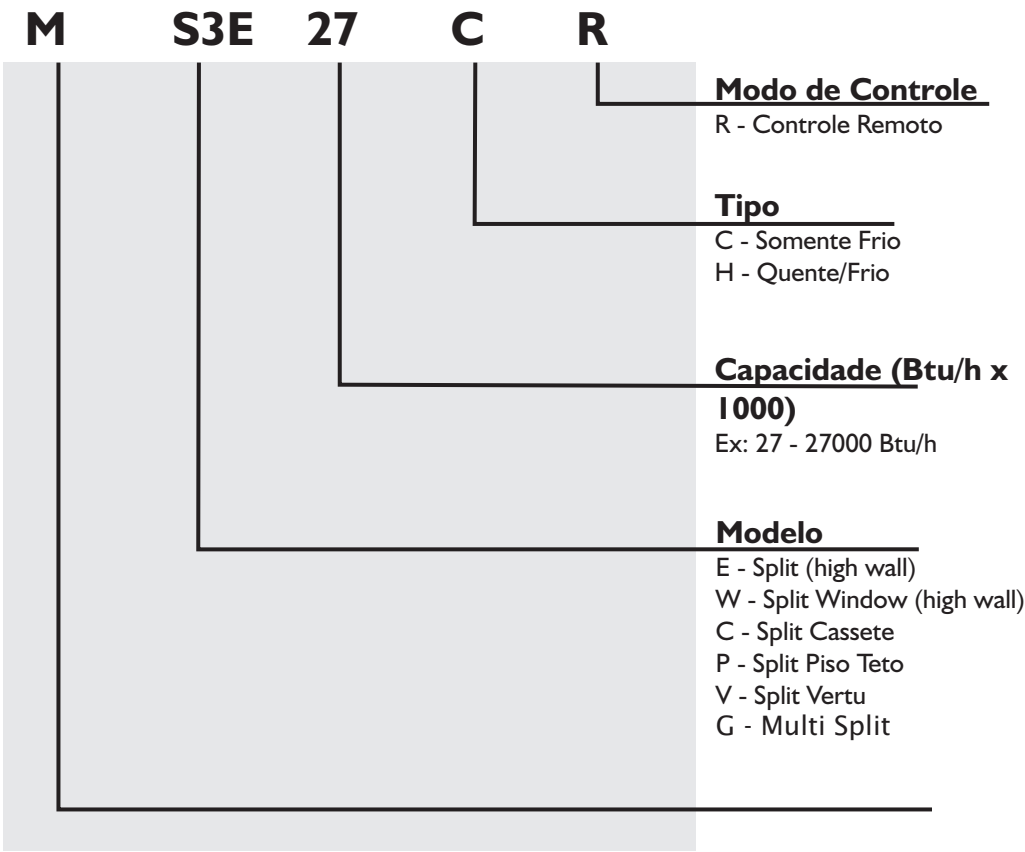 M S3E 27 C R
Modo de Controle
R - Controle Remoto
Tipo
C - Somente Frio
H - Quente/Frio
Capacidade (Btu/h x
1000)
Ex: 27 - 27000 Btu/h
Modelo
E - Split (high wall)
W - Split Window (high wall)
C - Split Cassete
P - Split Piso Teto
V - Split Vertu
G - Multi Split